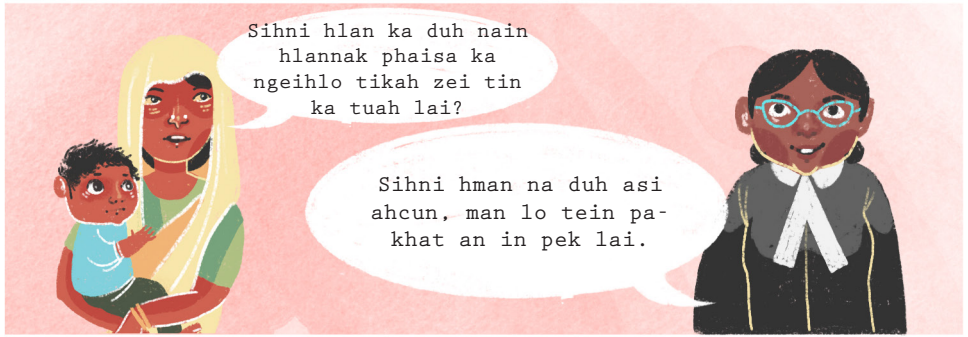 Sihni hlan ka duh nain
hlannak phaisa ka
ngeihlo tikah zei tin
ka tuah lai?
Sihni hman na duh asi
ahcun, man lo tein pa-
khat an in pek lai.